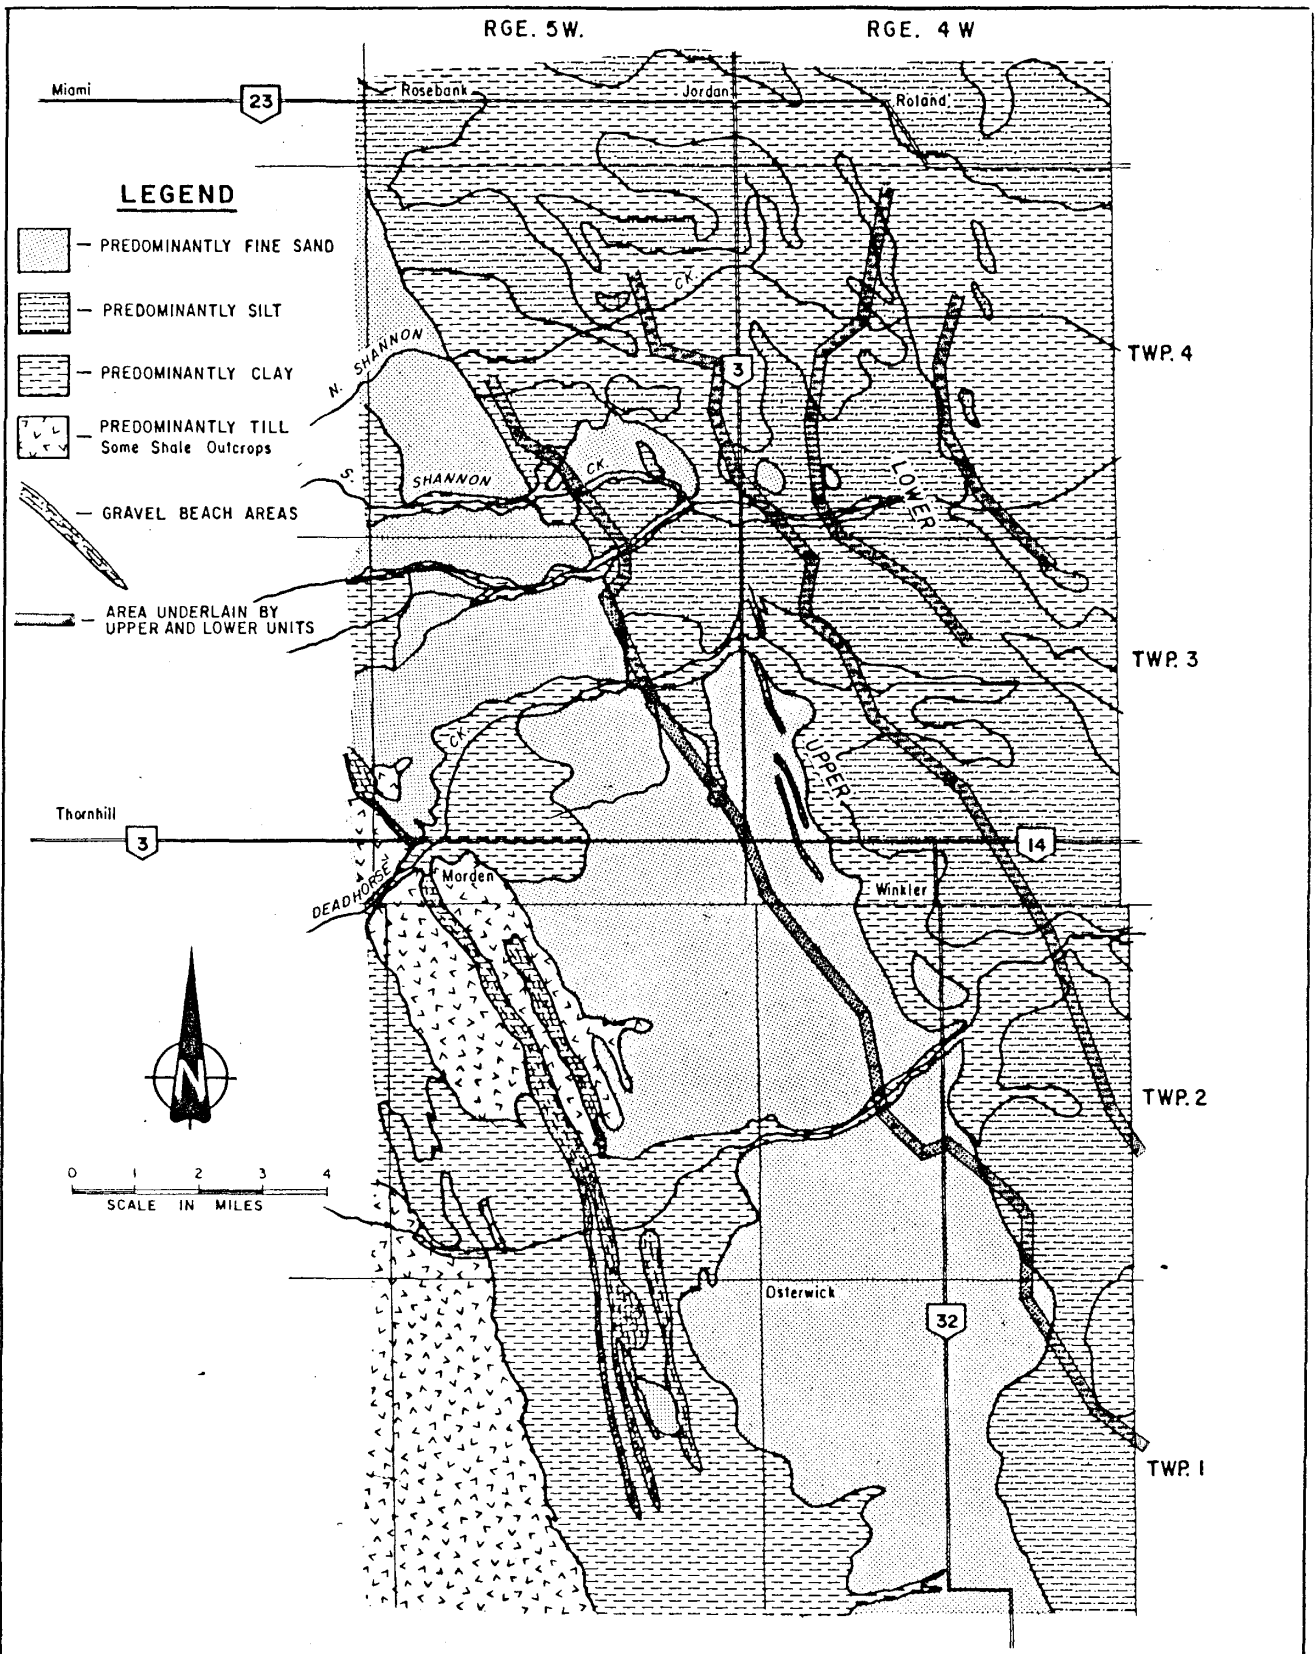 RGE. 5W.
RGE. 4 W
Miami
23
Rosebank
Jordan
Roland
LEGEND
— PREDOMINANTLY FINE SAND
— PREDOMINANTLY SILT
— PREDOMINANTLY CLAY
— PREDOMINANTLY TILL
Some Shale Outcrops
— GRAVEL BEACH AREAS
— AREA UNDERLAIN BY
UPPER AND LOWER UNITS
CK.
N. SHANNON
3
TWP. 4
S.
SHANNON
CK
LOWER
TWP. 3
CK.
UPPER
Thornhill
3
14
DEADHORSE
Morden
Winkler
N
TWP. 2
0 1 2 3 4
SCALE IN MILES
Osterwick
32
TWP. 1